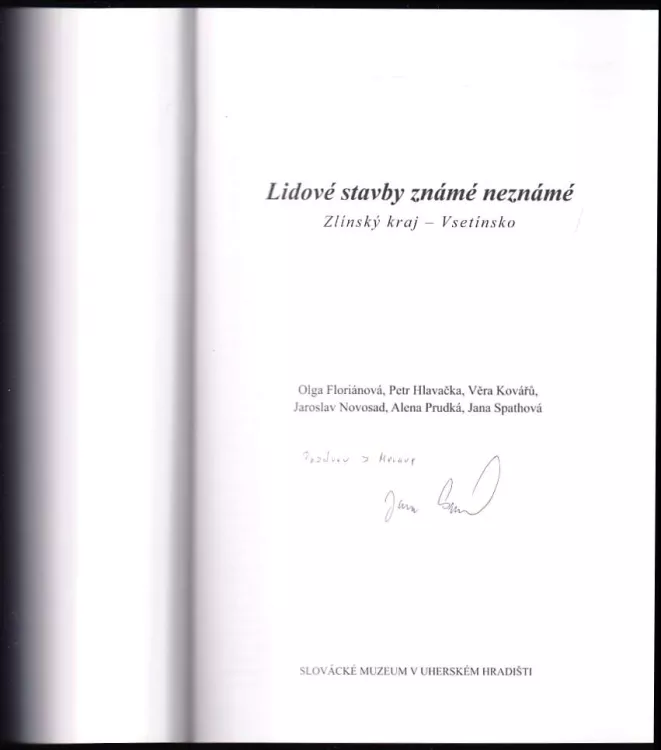 Lidové stavby známé neznámé
Zlínský kraj – Vsetínsko
Olga Floriánová, Petr Hlavačka, Věra Kovářů,
Jaroslav Novosad, Alena Prudká, Jana Spathová
Jana
SLOVÁCKÉ MUZEUM V UHERSKÉM HRADIŠTI